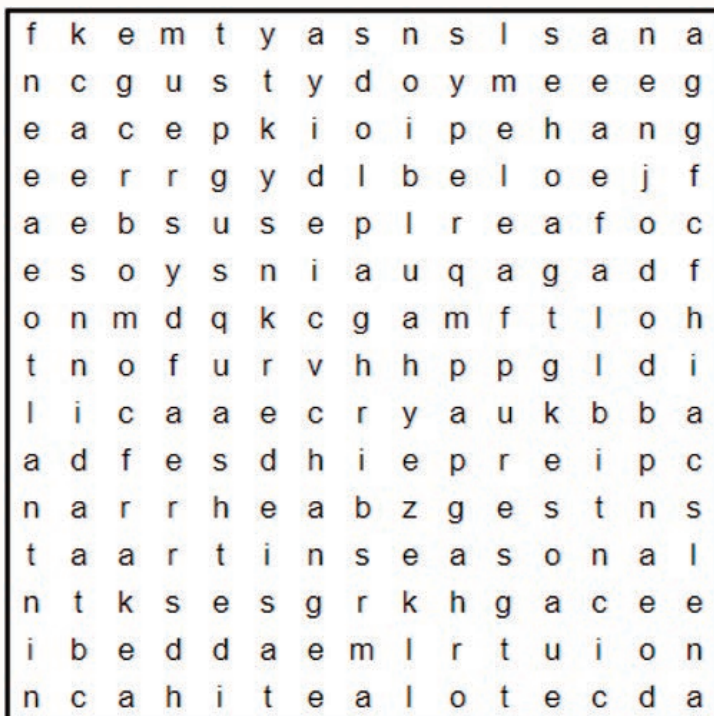 f k e m t y a s n s l s a n a
n c g u s t y d o y m e e e g
e a c e p k i o i p e h a n g
e e r r g y d l b e l o e j f
a e b s u s e p l r e a f o c
e s o y s n i a u q a g a d f
o n m d q k c g a m f t l o h
t n o f u r v h h p p g l d i
l i c a a e c r y a u k b b a
a d f e s d h i e p r e i p c
n a r r h e a b z g e s t n s
t a a r t i n s e a s o n a l
n t k s e s g r k h g a c e e
i b e d d a e m l r t u i o n
n c a h i t e a l o t e c d a